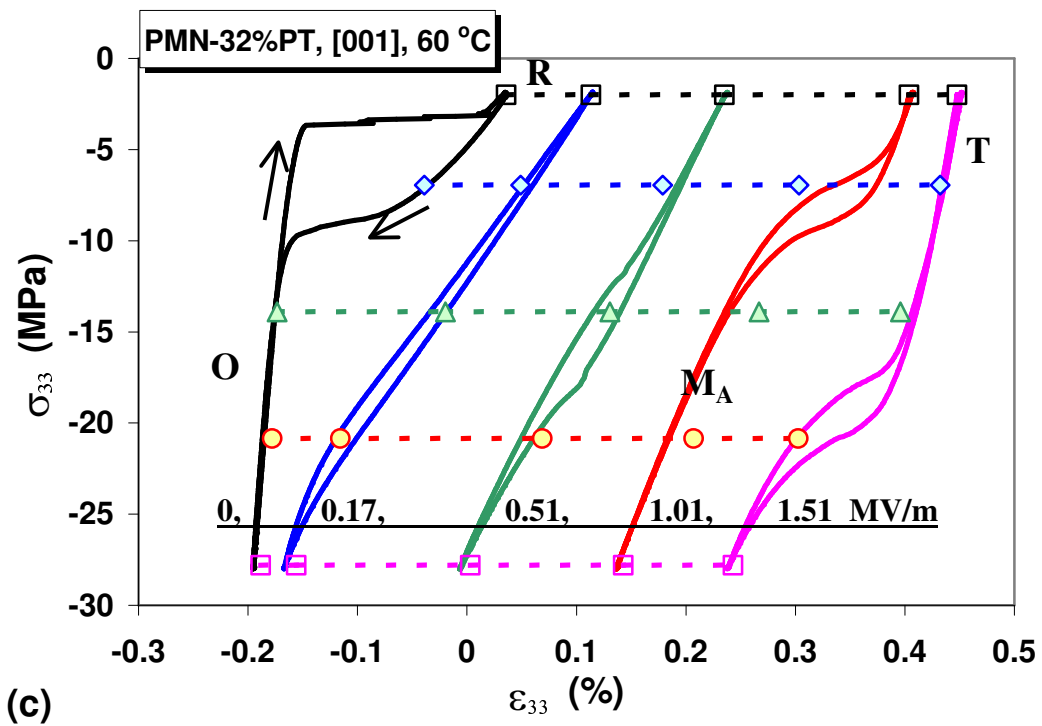 PMN-32%PT, [001], 60 °C
R
T
O
M_A
0, 0.17, 0.51, 1.01, 1.51 MV/m
0
-5
-10
-15
-20
-25
-30
σ₃₃ (MPa)
-0.3 -0.2 -0.1 0 0.1 0.2 0.3 0.4 0.5
ε₃₃ (%)
(c)